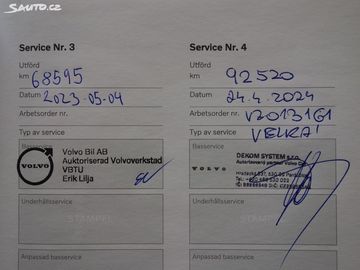 SAUTO.CZ
Service Nr. 3
Utförd
km 68595
Datum 2023-05-04
Arbetsorder nr.
Typ av service
Basservice
VOLVO
Volvo Bil AB
Auktoriserad Volvoverkstad
VBTU
Erik Lilja
Underhållsservice
STÄMPEL
Anpassad basservice
Service Nr. 4
Utförd
km 92520
Datum 24.4.2024
Arbetsorder nr. V2013161
Typ av service VELKÁ
Basservice
VOLVO
DEKOM SYSTEM s.r.o.
Underhållsservice
Anpassad basservice